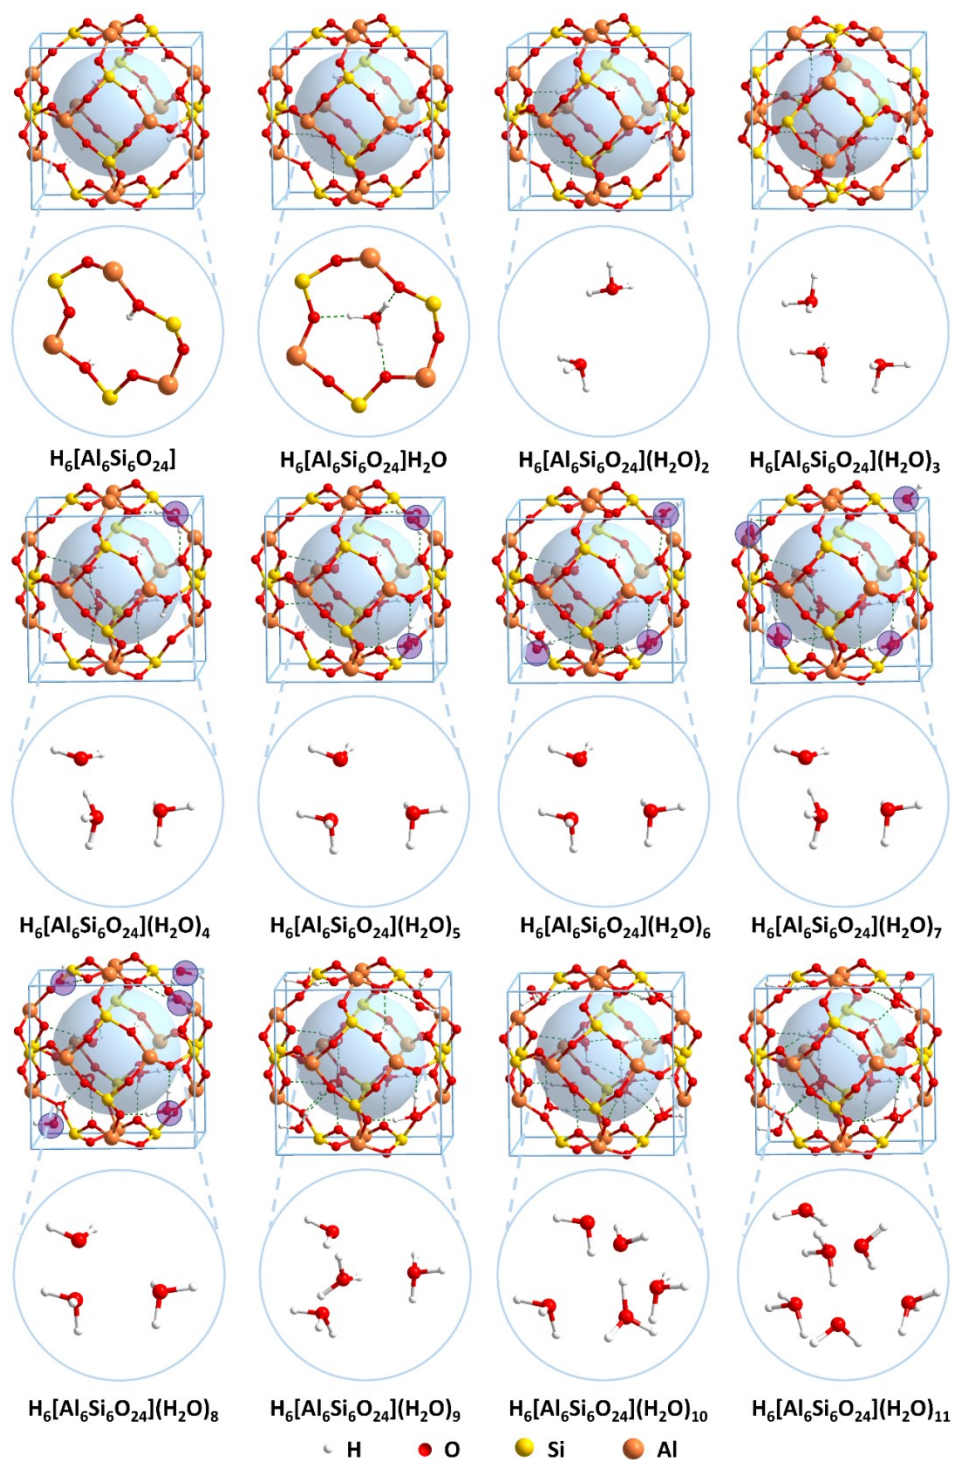 H₆[Al₆Si₆O₂₄] H₆[Al₆Si₆O₂₄]H₂O H₆[Al₆Si₆O₂₄](H₂O)₂ H₆[Al₆Si₆O₂₄](H₂O)₃
H₆[Al₆Si₆O₂₄](H₂O)₄ H₆[Al₆Si₆O₂₄](H₂O)₅ H₆[Al₆Si₆O₂₄](H₂O)₆ H₆[Al₆Si₆O₂₄](H₂O)₇
H₆[Al₆Si₆O₂₄](H₂O)₈ H₆[Al₆Si₆O₂₄](H₂O)₉ H₆[Al₆Si₆O₂₄](H₂O)₁₀ H₆[Al₆Si₆O₂₄](H₂O)₁₁
H O Si Al